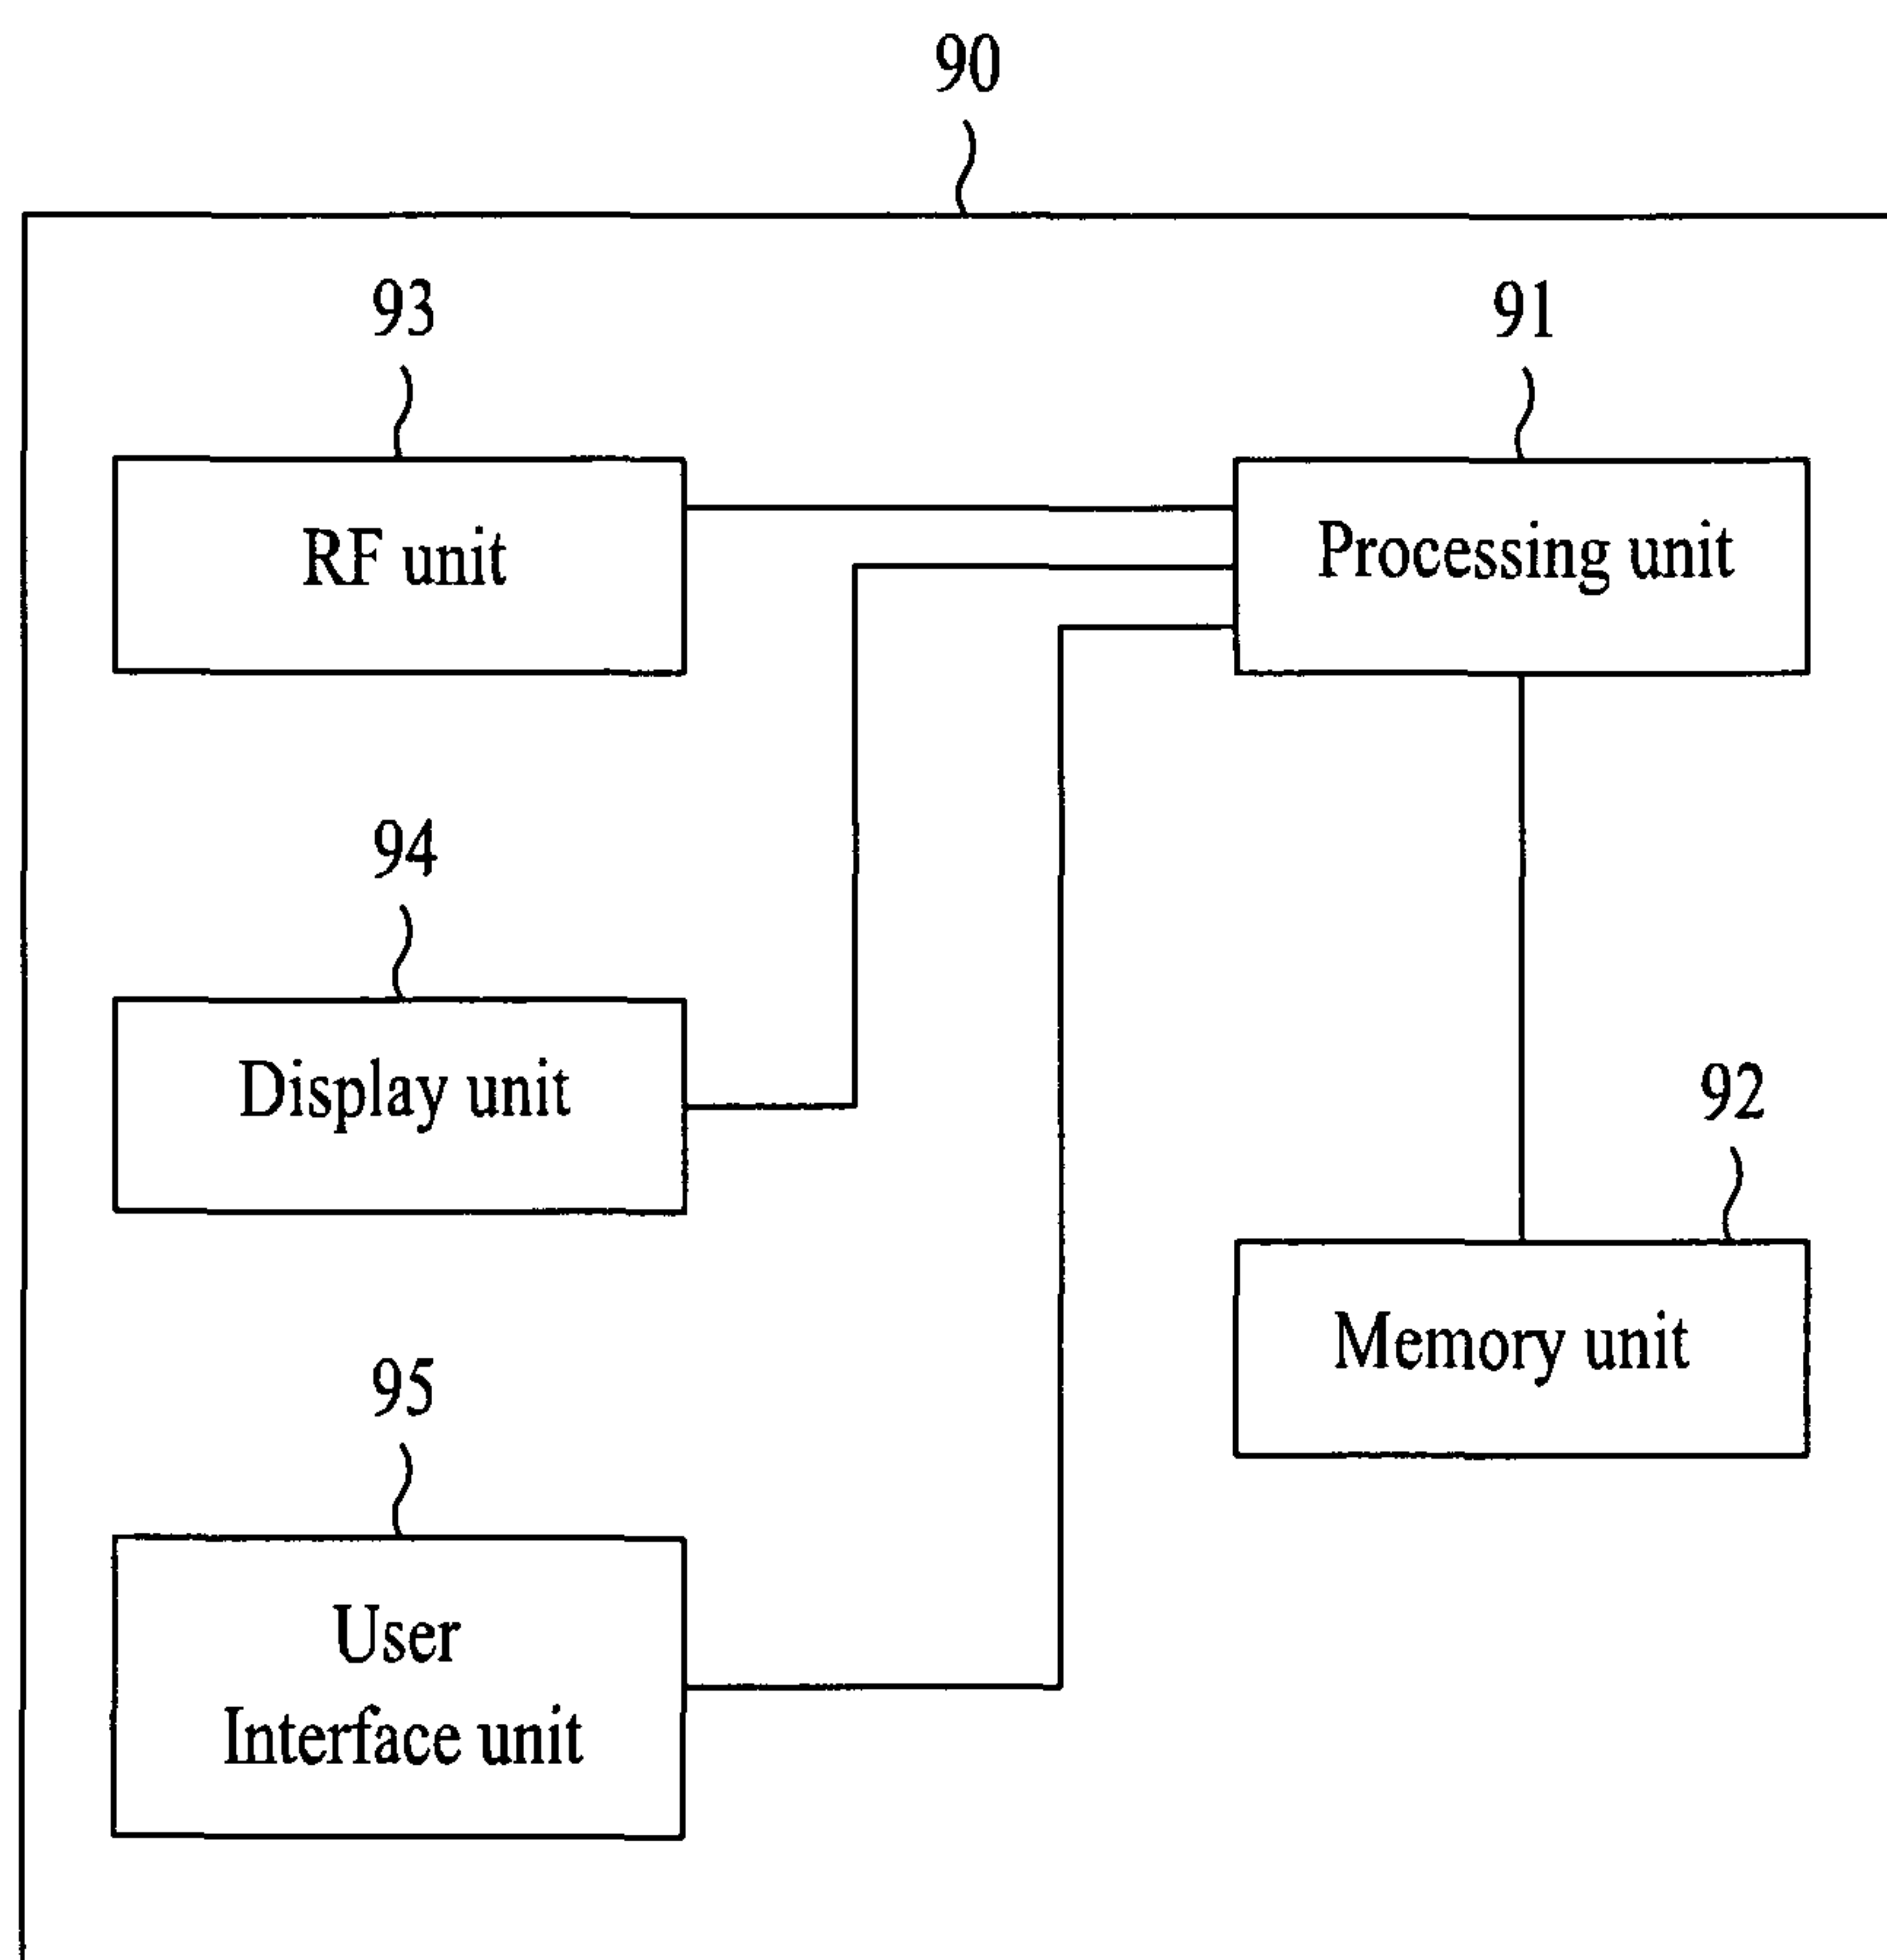 90
93
91
RF unit
Processing unit
94
Display unit
92
Memory unit
95
User
Interface unit